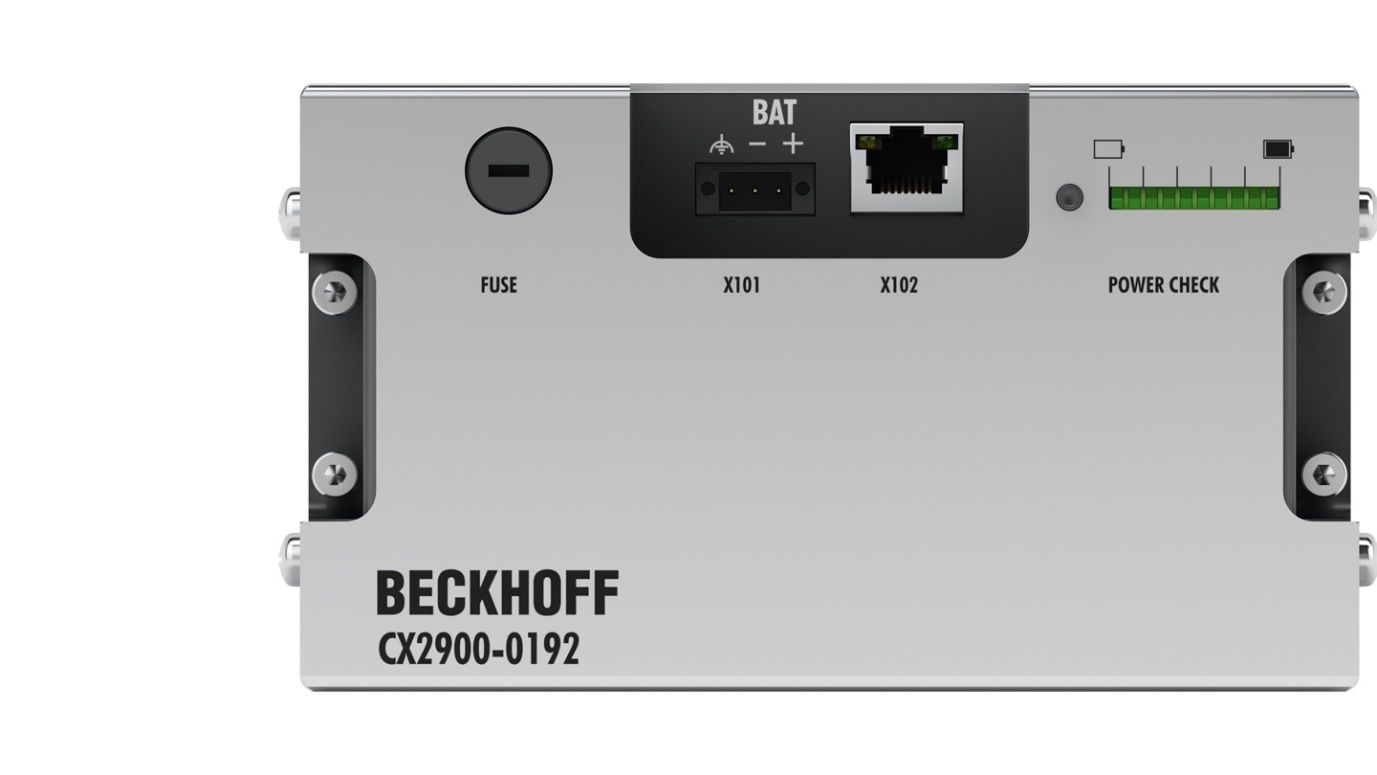 BAT
− +
FUSE
X101
X102
POWER CHECK
BECKHOFF
CX2900-0192